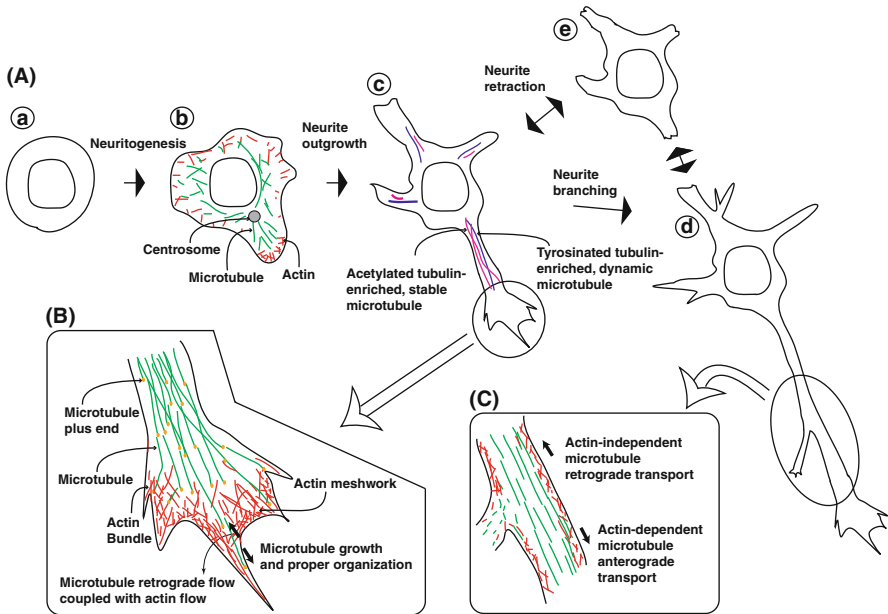 (A)
a
Neuritogenesis
b
Centrosome
Microtubule
Actin
Neurite
outgrowth
c
Acetylated tubulin-
enriched, stable
microtubule
Tyrosinated tubulin-
enriched, dynamic
microtubule
Neurite
retraction
e
Neurite
branching
d
(B)
Microtubule
plus end
Microtubule
Actin
Bundle
Actin meshwork
Microtubule growth
and proper organization
Microtubule retrograde flow
coupled with actin flow
(C)
Actin-independent
microtubule
retrograde transport
Actin-dependent
microtubule
anterograde
transport